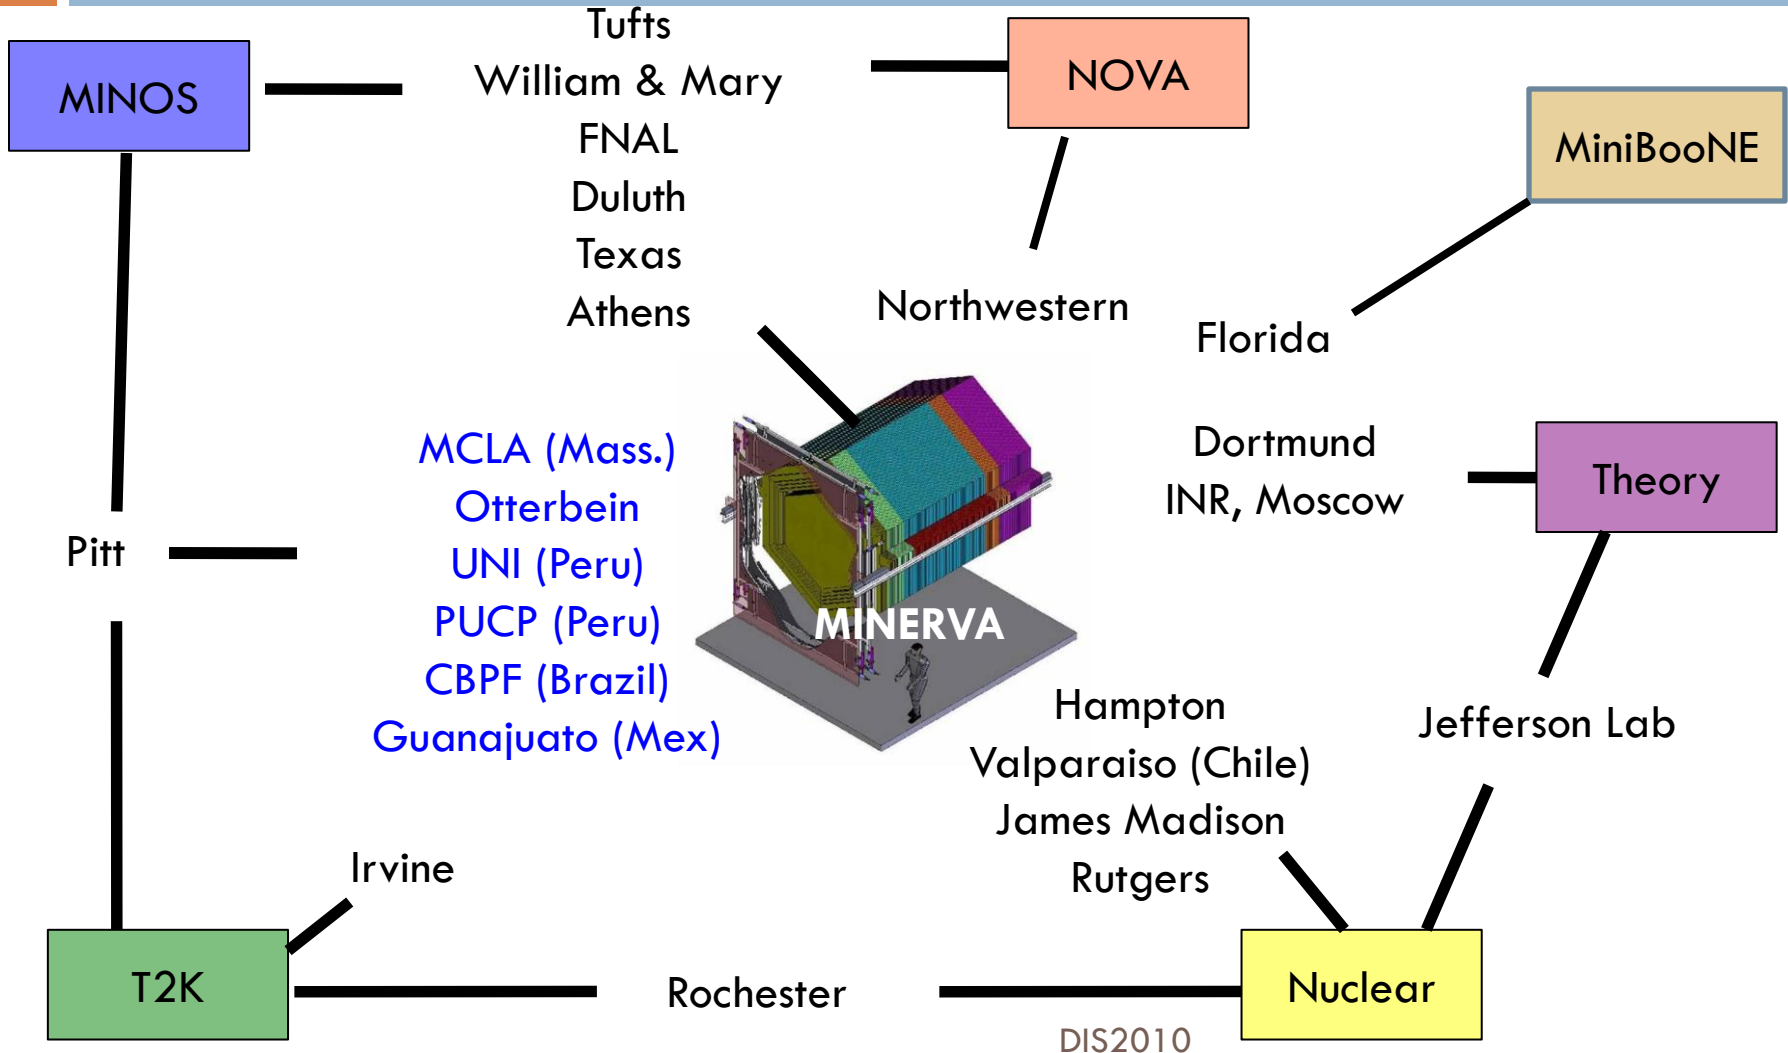 Tufts
William & Mary
FNAL
Duluth
Texas
Athens
MINOS
NOVA
MiniBooNE
Northwestern
Florida
MCLA (Mass.)
Otterbein
UNI (Peru)
PUCP (Peru)
CBPF (Brazil)
Guanajuato (Mex)
Pitt
MINERVA
Dortmund
INR, Moscow
Theory
Hampton
Valparaiso (Chile)
James Madison
Rutgers
Jefferson Lab
Irvine
T2K
Rochester
Nuclear
DIS2010